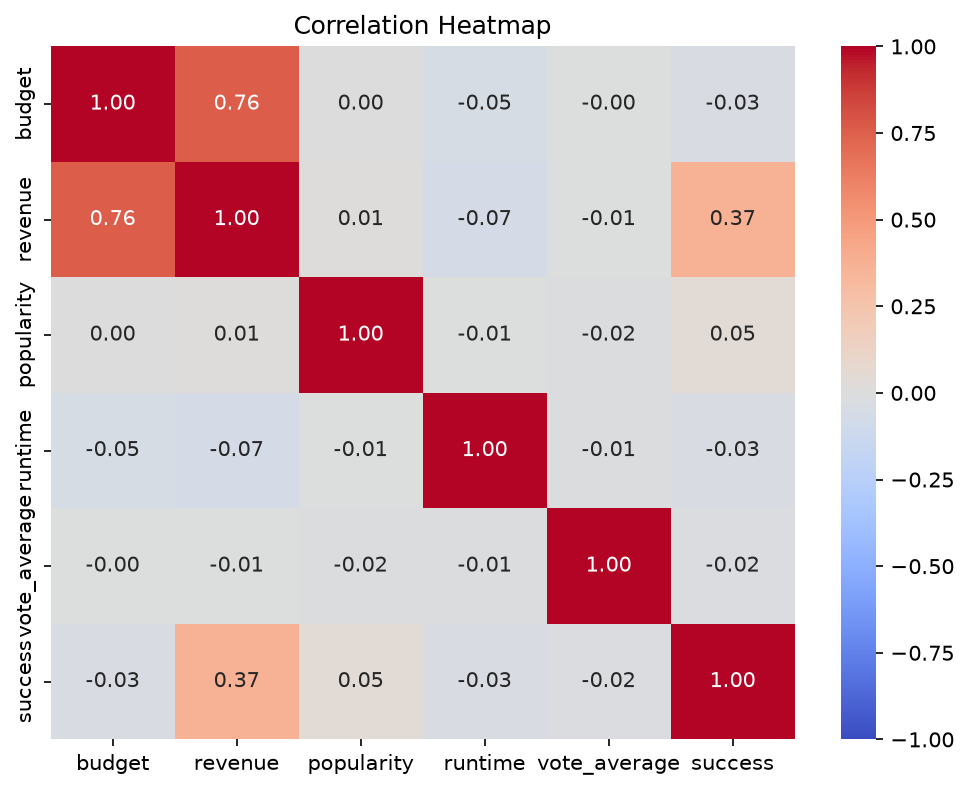 Correlation Heatmap
budget 1.00 0.76 0.00 -0.05 -0.00 -0.03
revenue 0.76 1.00 0.01 -0.07 -0.01 0.37
popularity 0.00 0.01 1.00 -0.01 -0.02 0.05
runtime -0.05 -0.07 -0.01 1.00 -0.01 -0.03
vote_average -0.00 -0.01 -0.02 -0.01 1.00 -0.02
success -0.03 0.37 0.05 -0.03 -0.02 1.00
budget revenue popularity runtime vote_average success
1.00
0.75
0.50
0.25
0.00
−0.25
−0.50
−0.75
−1.00